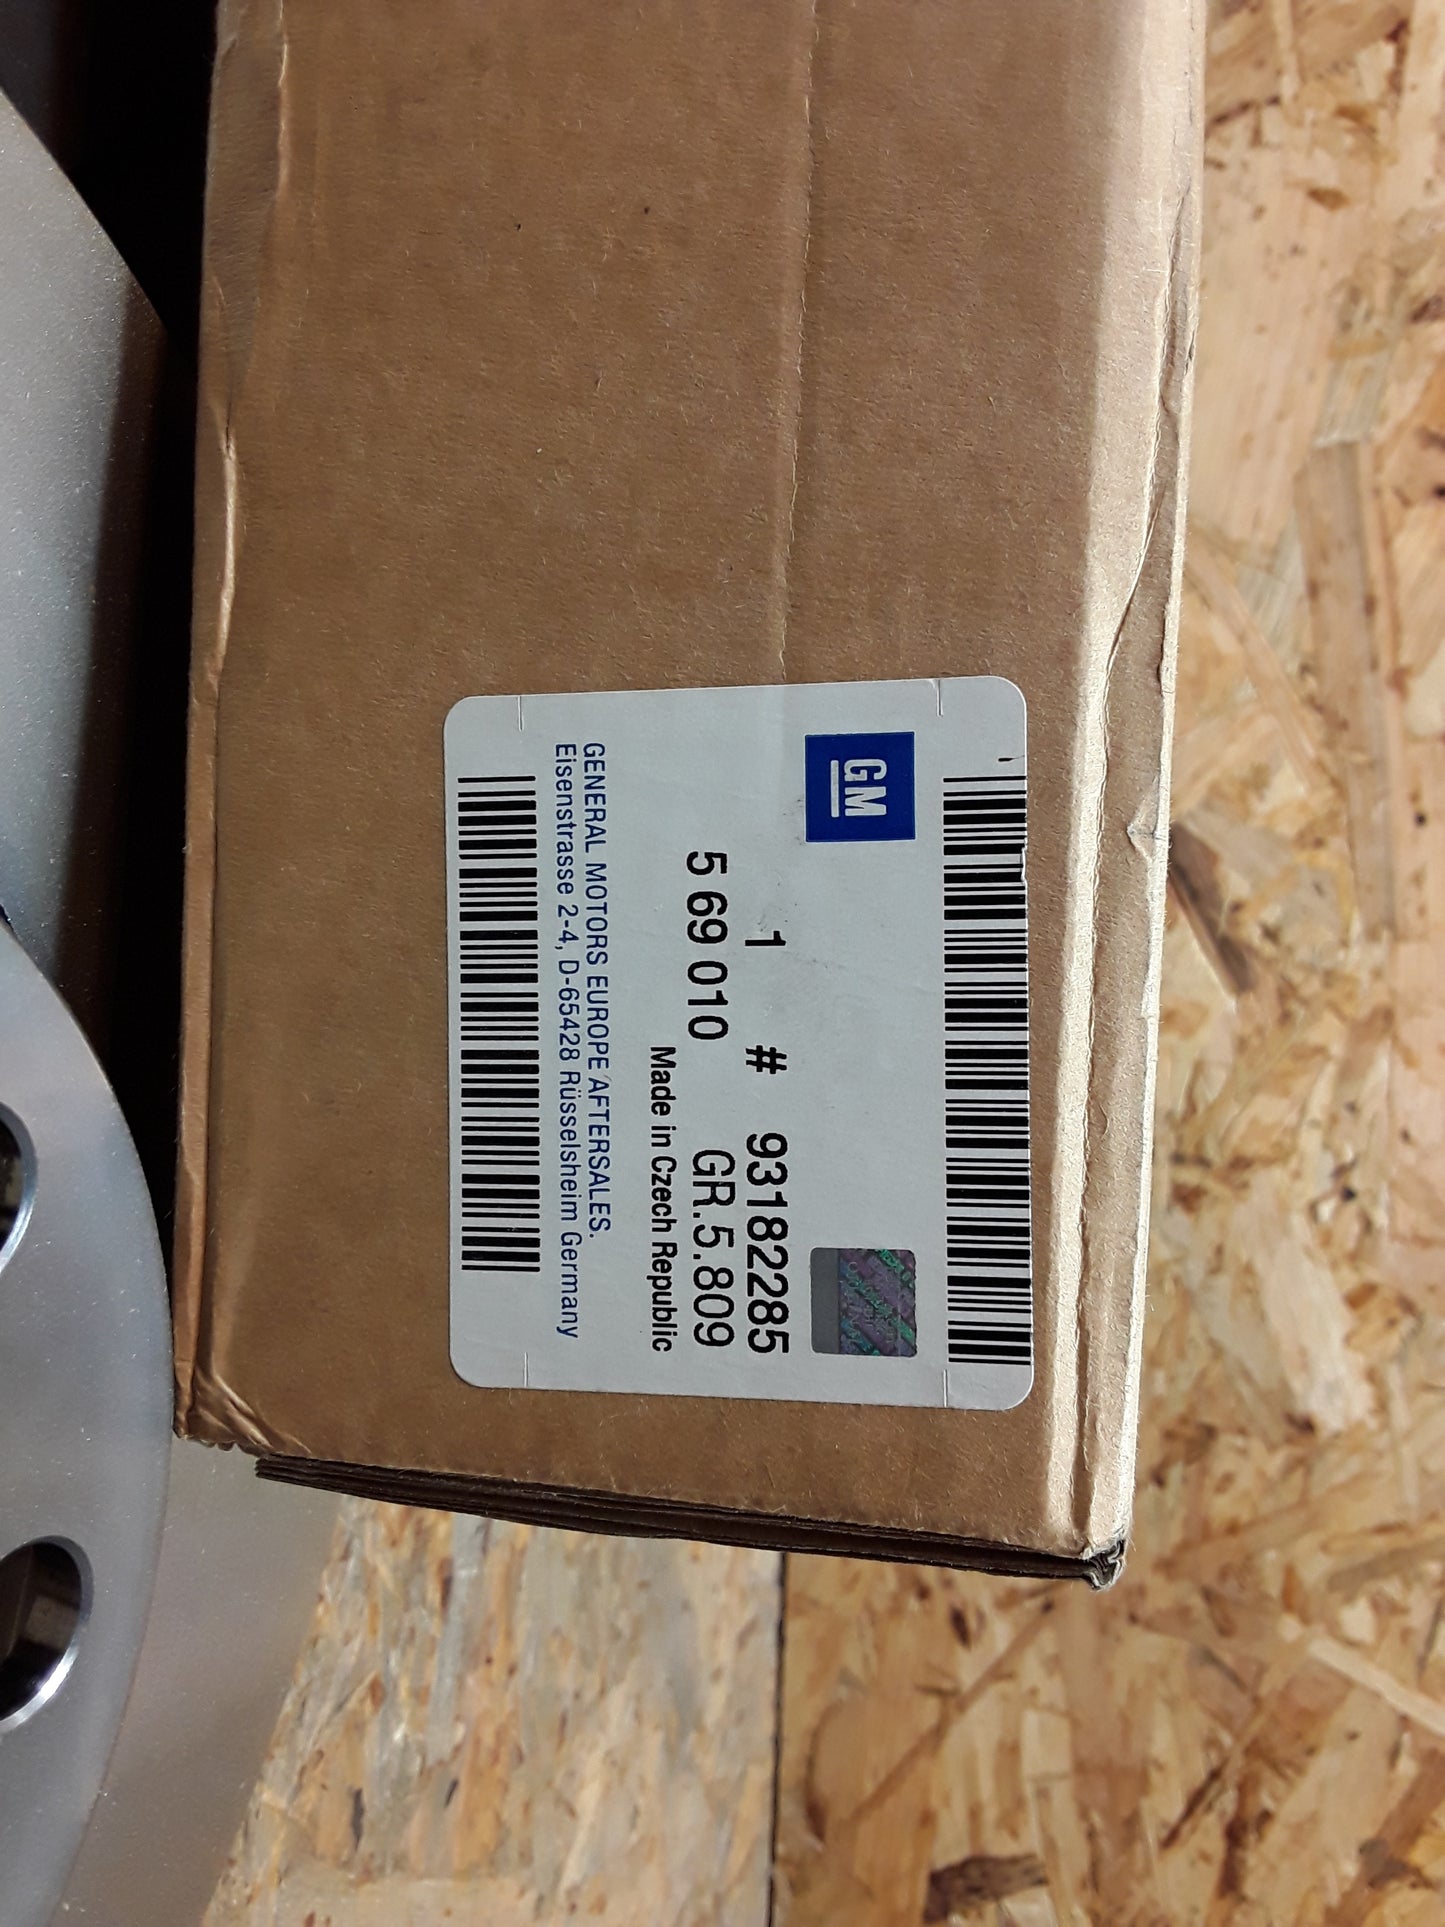 GM
1 # 93182285
5 69 010 GR.5.809
Made in Czech Republic
GENERAL MOTORS EUROPE AFTERSALES.
Eisenstrasse 2-4, D-65428 Rüsselsheim Germany